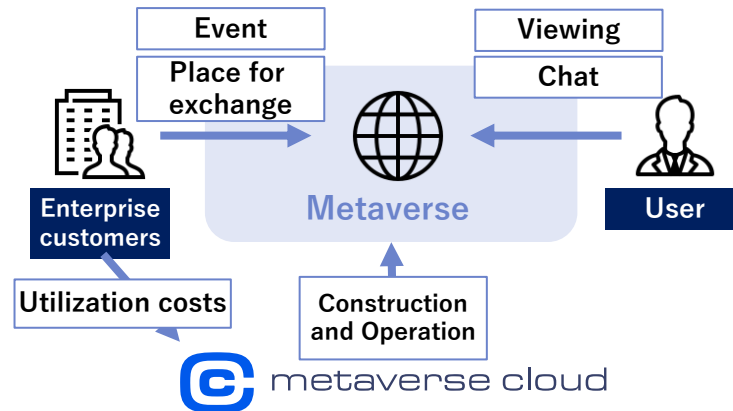 Event
Place for
exchange
Viewing
Chat
Metaverse
Enterprise
customers
User
Utilization costs
Construction
and Operation
metaverse cloud